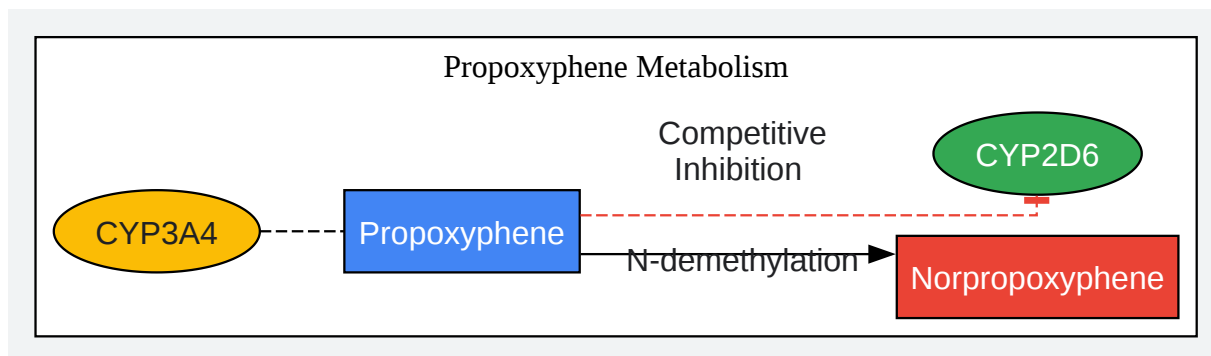 Propoxyphene Metabolism
Competitive
Inhibition
CYP2D6
CYP3A4
Propoxyphene
N-demethylation
Norpropoxyphene